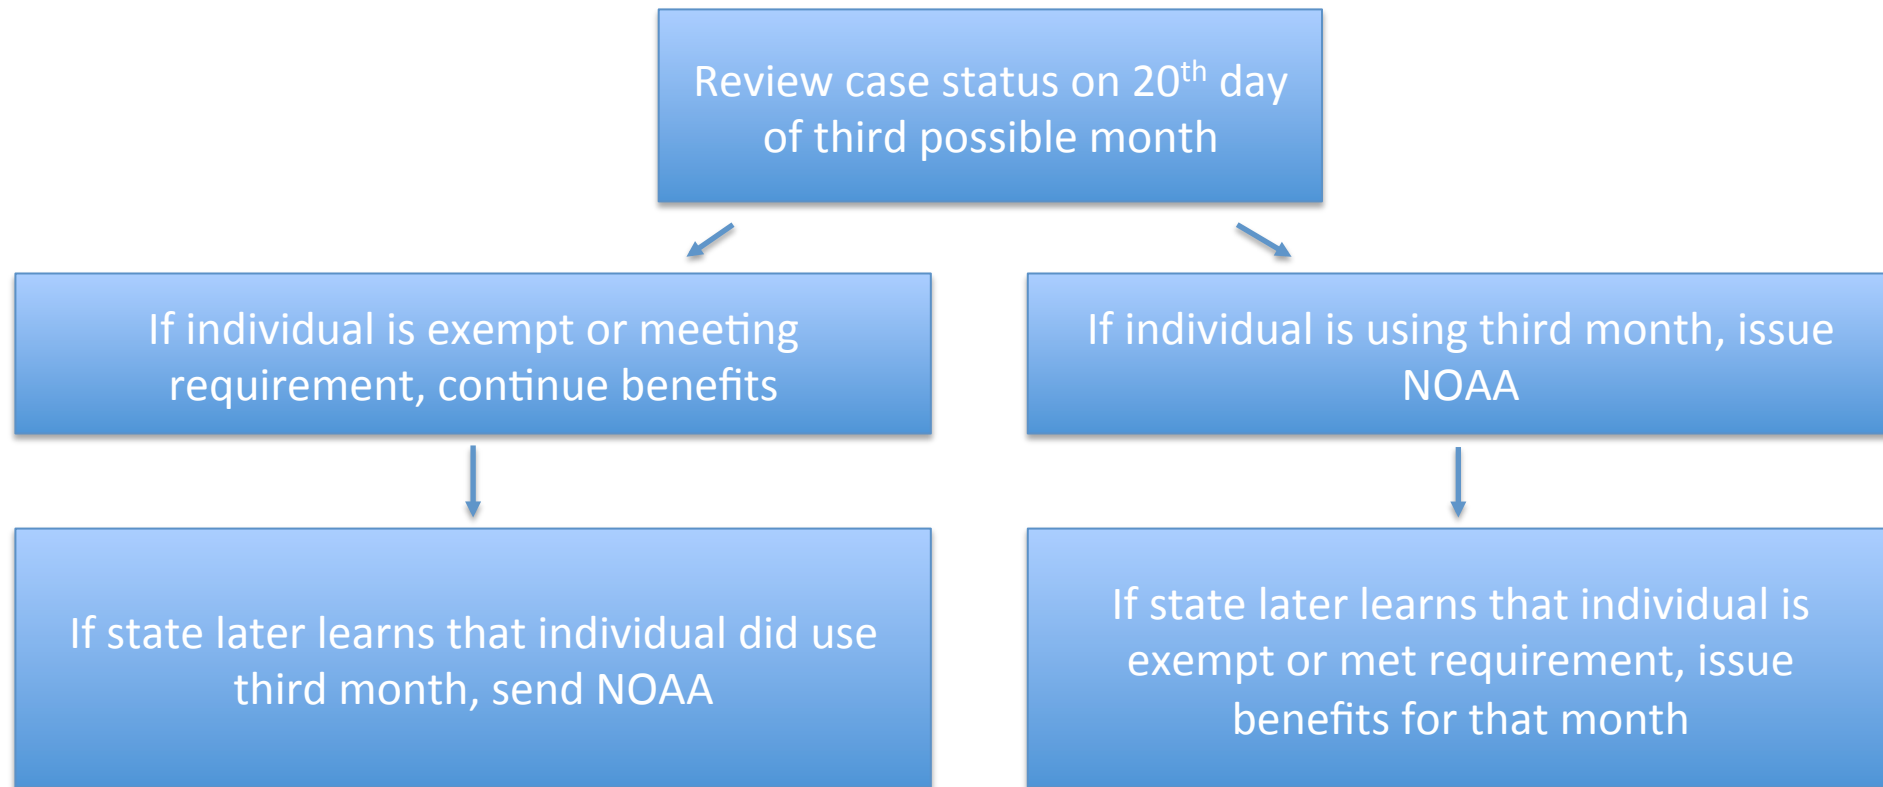 Review case status on 20th day
of third possible month
If individual is exempt or meeting
requirement, continue benefits
If individual is using third month, issue
NOAA
If state later learns that individual did use
third month, send NOAA
If state later learns that individual is
exempt or met requirement, issue
benefits for that month